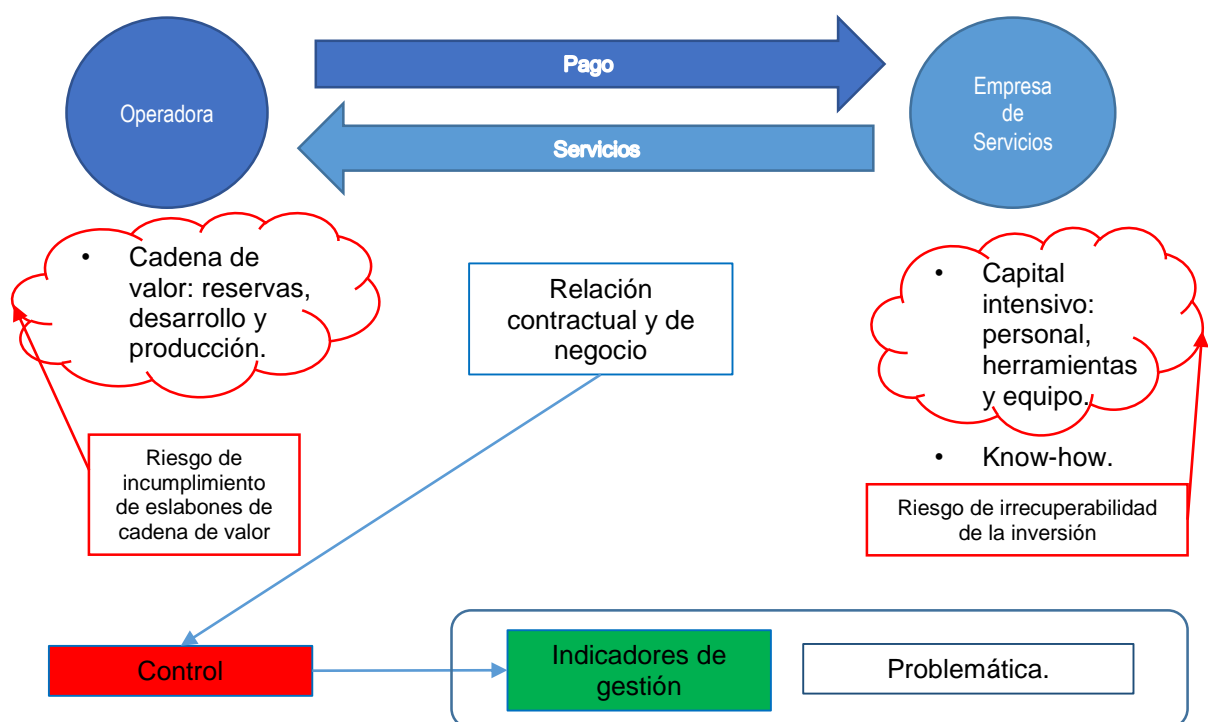 Operadora
Pago
Servicios
Empresa
de
Servicios
• Cadena de
valor: reservas,
desarrollo y
producción.
Relación
contractual y de
negocio
• Capital
intensivo:
personal,
herramientas
y equipo.
• Know-how.
Riesgo de
incumplimiento
de eslabones de
cadena de valor
Riesgo de irrecuperabilidad
de la inversión
Control
Indicadores de
gestión
Problemática.